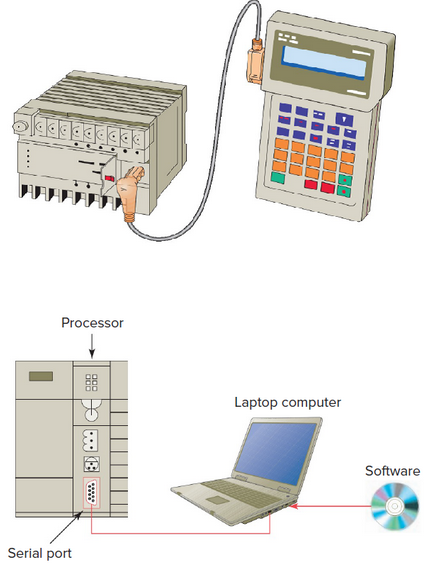 Processor
Laptop computer
Software
Serial port